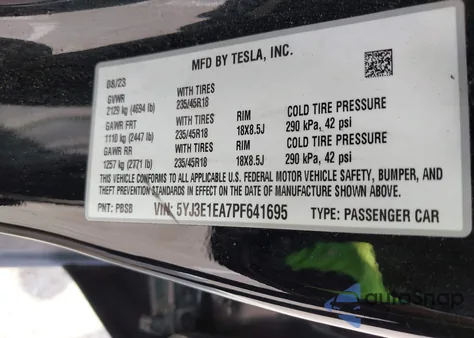 MFD BY TESLA, INC.
08/23
GVWR WITH TIRES
2129 kg (4694 lb) 235/45R18 RIM COLD TIRE PRESSURE
GAWR FRT WITH TIRES 18X8.5J 290 kPa, 42 psi
1110 kg (2447 lb) 235/45R18
GAWR RR WITH TIRES RIM COLD TIRE PRESSURE
1257 kg (2771 lb) 235/45R18 18X8.5J 290 kPa, 42 psi
THIS VEHICLE CONFORMS TO ALL APPLICABLE U.S. FEDERAL MOTOR VEHICLE SAFETY, BUMPER, AND
THEFT PREVENTION STANDARDS IN EFFECT ON THE DATE OF MANUFACTURE SHOWN ABOVE.
PNT: PBSB VIN: 5YJ3E1EA7PF641695 TYPE: PASSENGER CAR
autoSnap